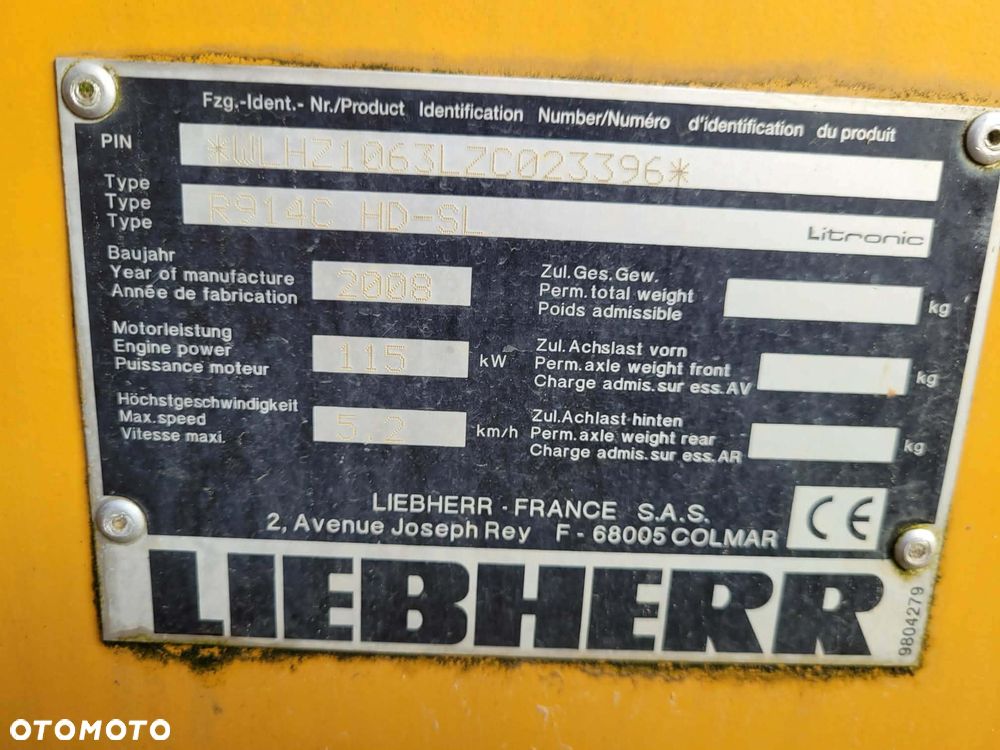 Fzg.-Ident.- Nr./Product Identification Number/Numéro d'identification du produit
PIN *WLHZ1063LZC023396*
Type
Type R914C HD-SL Litronic
Type
Baujahr
Year of manufacture 2008
Année de fabrication
Zul. Ges. Gew.
Perm. total weight kg
Poids admissible
Motorleistung
Engine power 115 kW
Puissance moteur
Zul. Achslast vorn
Perm. axle weight front kg
Charge admis. sur ess. AV
Höchstgeschwindigkeit
Max. speed 5,2 km/h
Vitesse maxi.
Zul. Achlast-hinten
Perm. axle weight rear kg
Charge admis. sur ess. AR
LIEBHERR - FRANCE S.A.S.
2, Avenue Joseph Rey F - 68005 COLMAR
CE
LIEBHERR
9804279
OTOMOTO
OTOMOTO